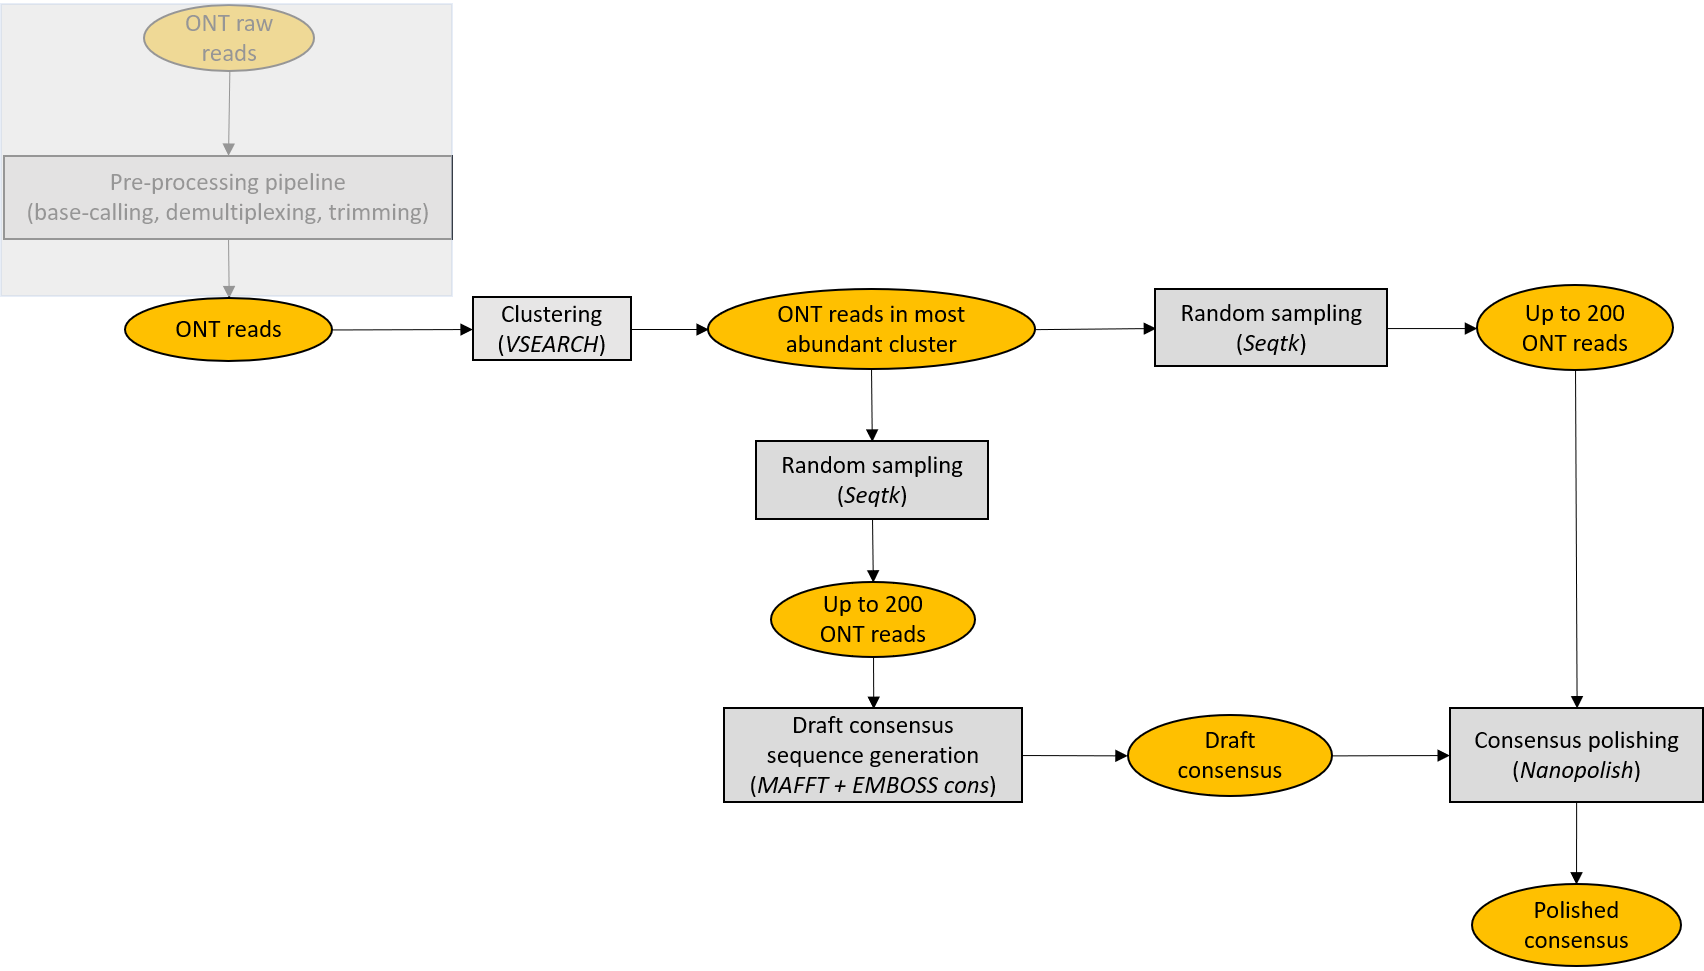 ONT raw
reads
Pre-processing pipeline
(base-calling, demultiplexing, trimming)
ONT reads
Clustering
(VSEARCH)
ONT reads in most
abundant cluster
Random sampling
(Seqtk)
Up to 200
ONT reads
Random sampling
(Seqtk)
Up to 200
ONT reads
Draft consensus
sequence generation
(MAFFT + EMBOSS cons)
Draft
consensus
Consensus polishing
(Nanopolish)
Polished
consensus